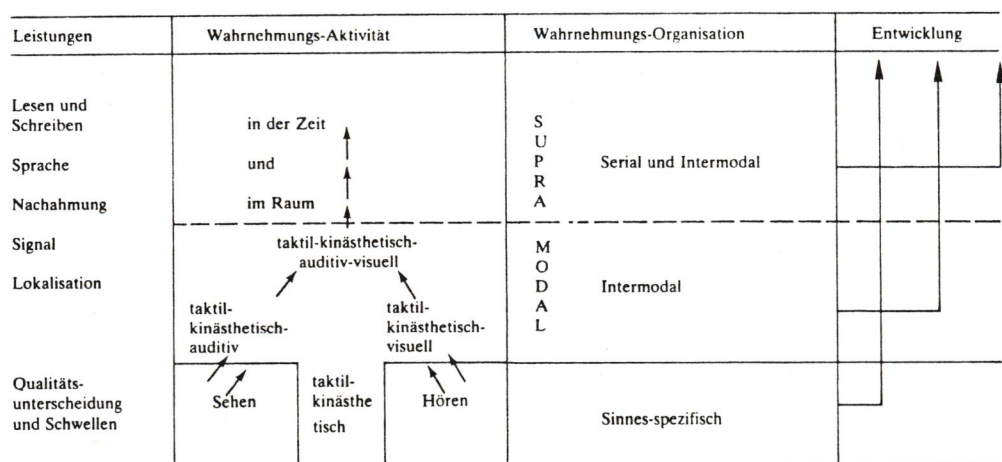 Leistungen
Wahrnehmungs-Aktivität
Wahrnehmungs-Organisation
Entwicklung
Lesen und
Schreiben
Sprache
Nachahmung
Signal
Lokalisation
Qualitäts-
unterscheidung
und Schwellen
in der Zeit
und
im Raum
taktil-kinästhetisch-
auditiv-visuell
taktil-
kinästhetisch-
auditiv
taktil-
kinästhetisch-
visuell
Sehen
taktil-
kinästhe
tisch
Hören
S
U
P
R
A
M
O
D
A
L
Serial und Intermodal
Intermodal
Sinnes-spezifisch